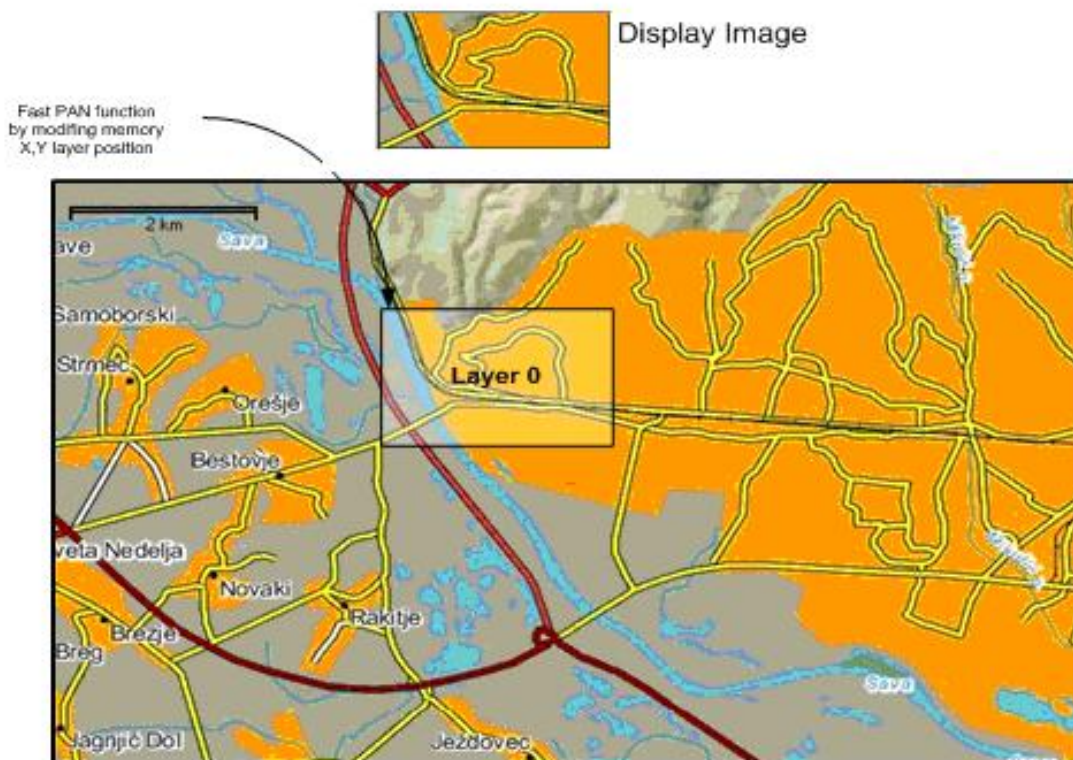 Display Image
Fast PAN function
by modifing memory
X,Y layer position
2 km
Sava
ave
Samoborski
Strmec
Orešje
Layer 0
Bestovje
veta Nedelja
Novaki
Rakitje
Brezje
Breg
Sava
Jagnjić Dol
Ježdovec